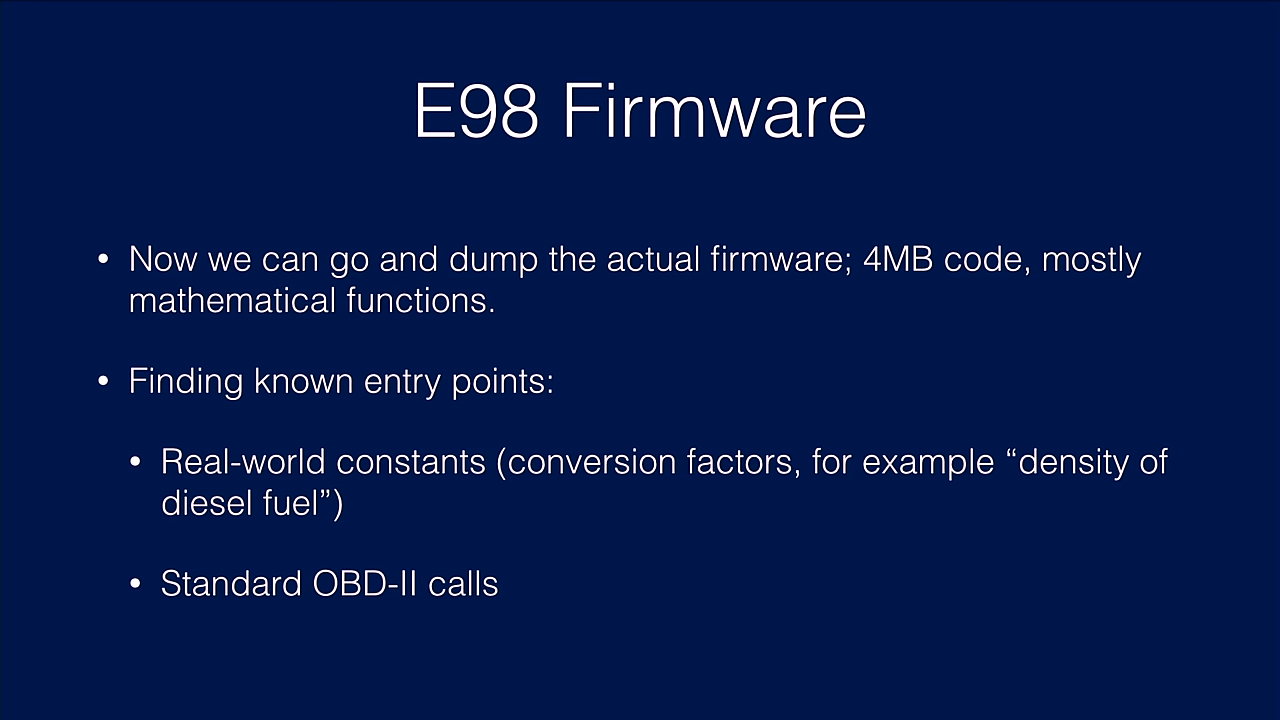 E98 Firmware
• Now we can go and dump the actual firmware; 4MB code, mostly
mathematical functions.
• Finding known entry points:
• Real-world constants (conversion factors, for example “density of
diesel fuel”)
• Standard OBD-II calls